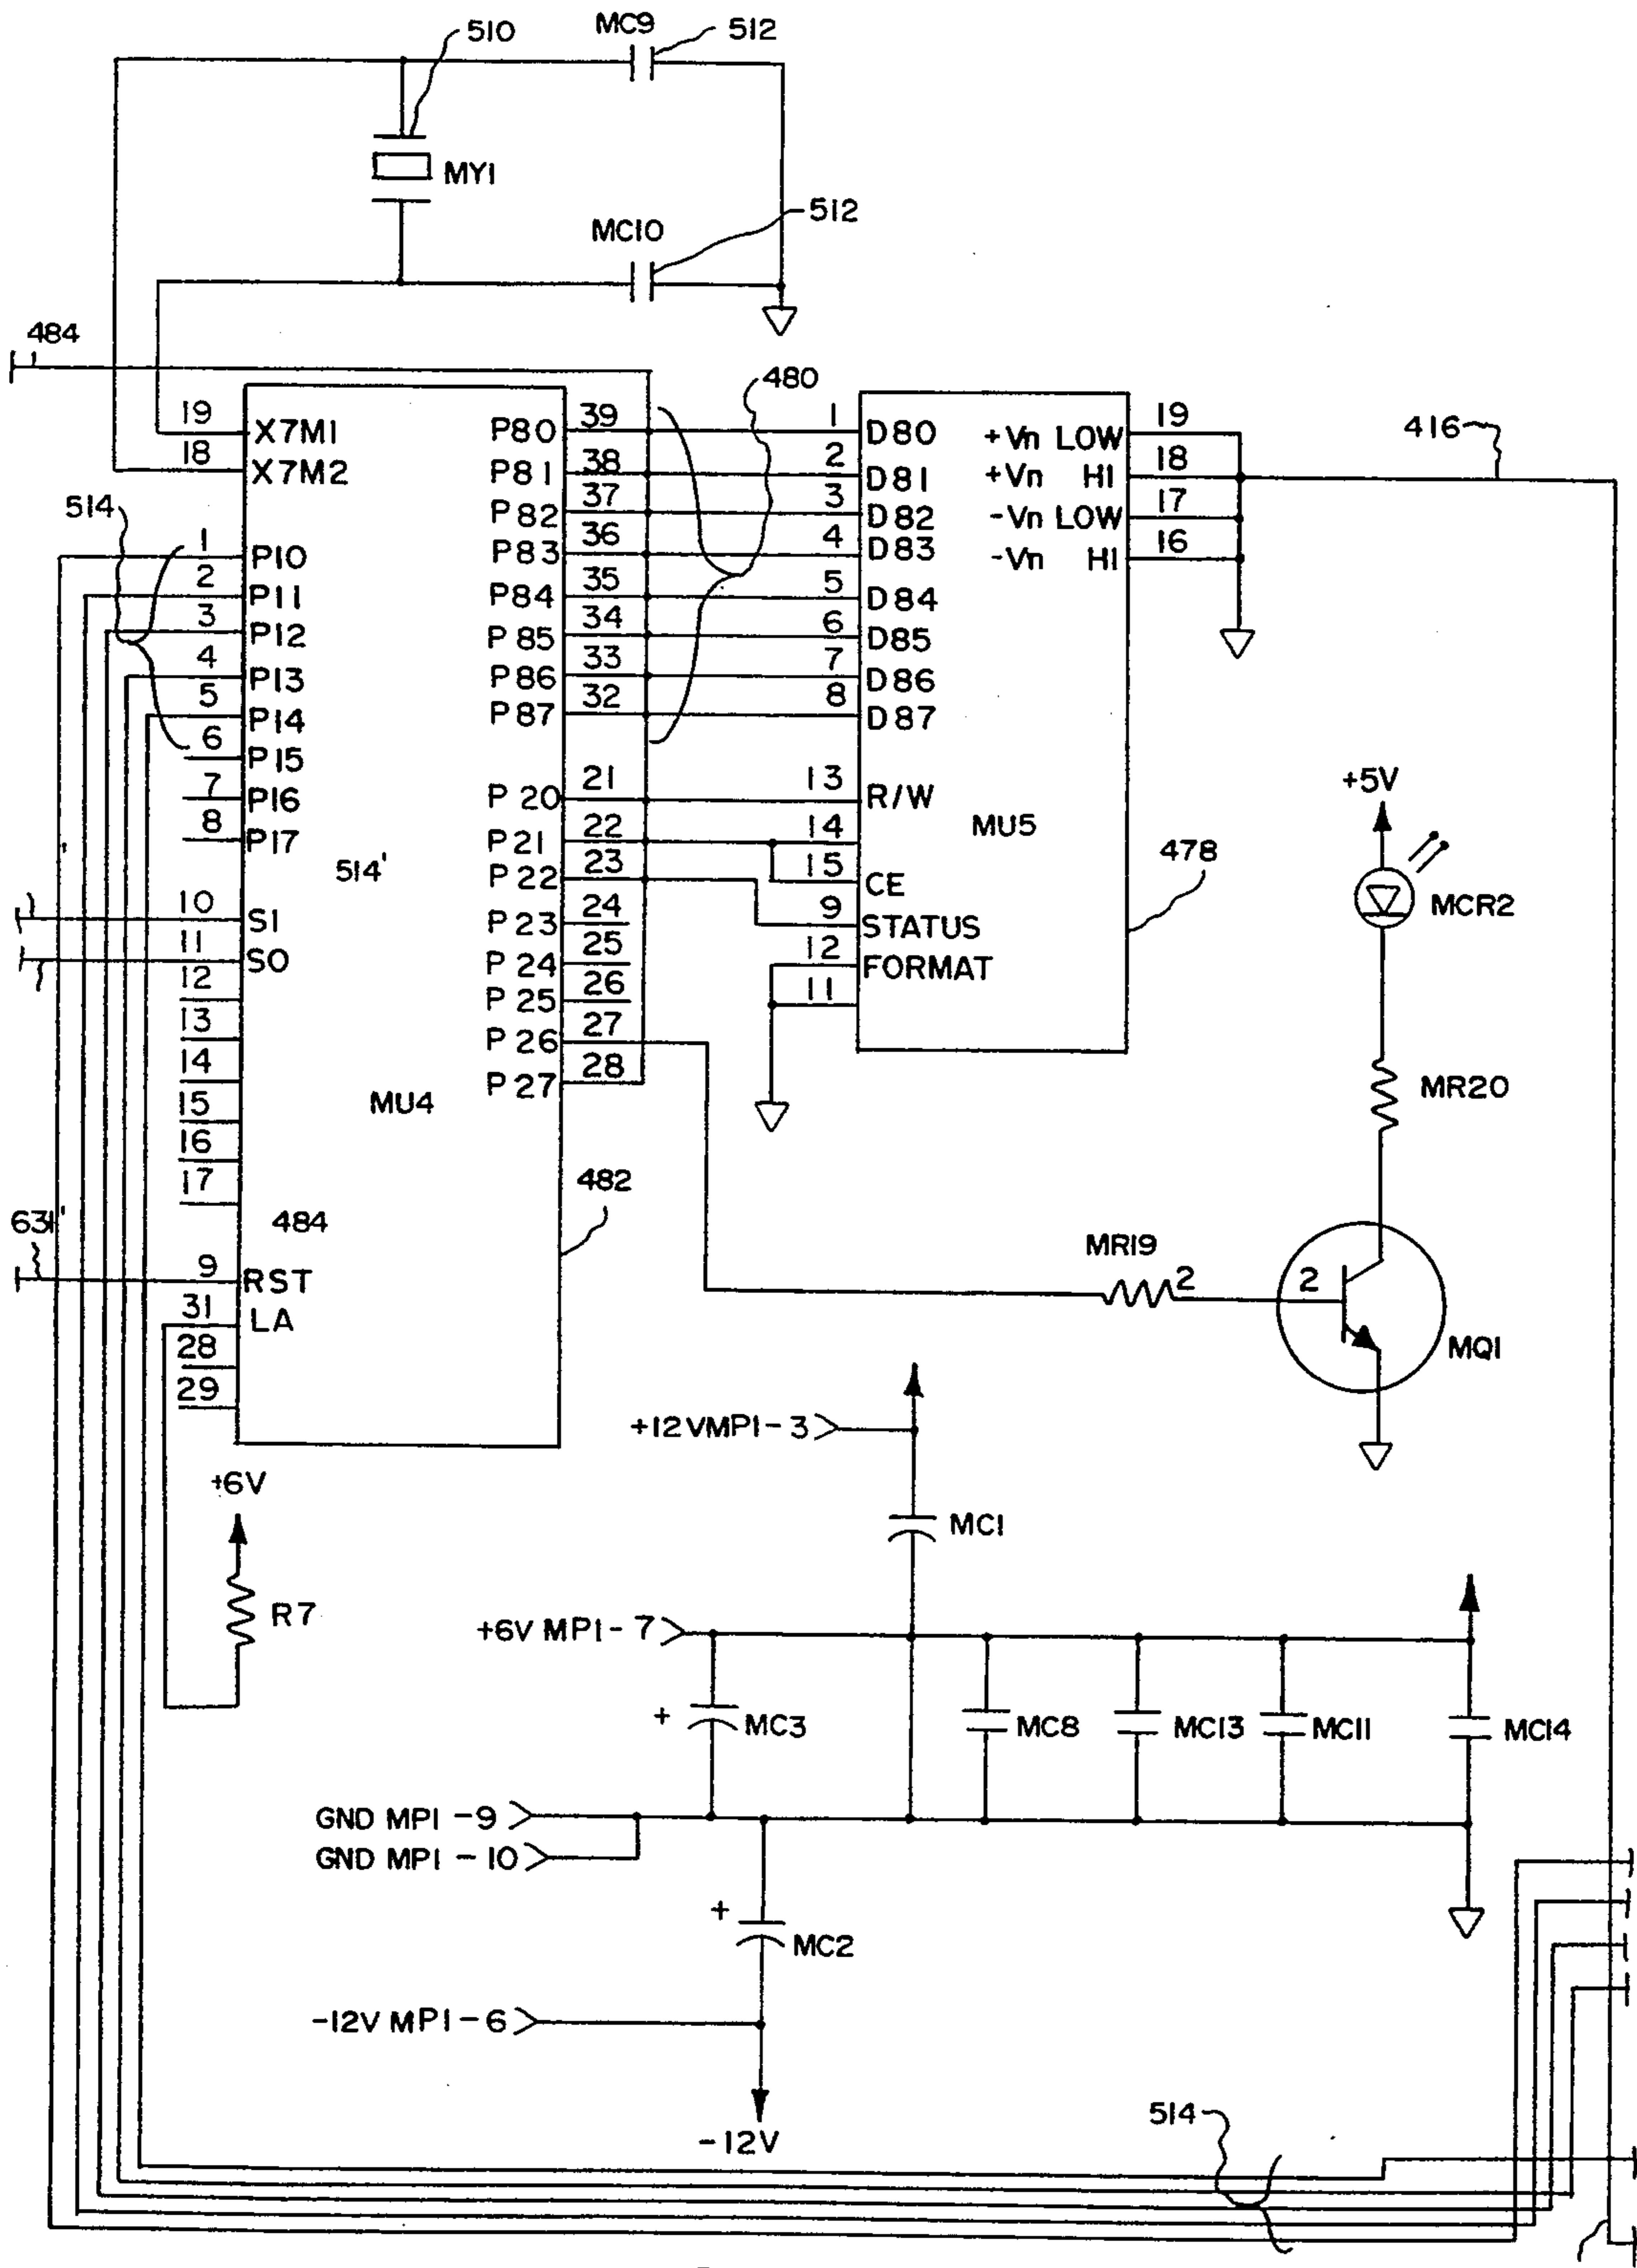 510
MC9
512
MY1
MC10
512
484
480
416
514
19
X7M1
18
X7M2
1
P10
2
P11
3
P12
4
P13
5
P14
6
P15
7
P16
8
P17
10
S1
11
S0
12
13
14
15
16
17
9
RST
31
LA
28
29
514'
MU4
484
482
631'
P80
39
P81
38
P82
37
P83
36
P84
35
P85
34
P86
33
P87
32
P 20
21
P21
22
P 22
23
P 23
24
P 24
25
P 25
26
P 26
27
P 27
28
1
D80
2
D81
3
D82
4
D83
5
D84
6
D85
7
D86
8
D87
13
R/W
14
15
CE
9
STATUS
12
FORMAT
11
MU5
478
+Vn LOW
19
+Vn HI
18
-Vn LOW
17
-Vn HI
16
+5V
MCR2
MR20
MR19
2
2
MQ1
+12VMP1-3
MC1
+6V
R7
+6V MP1-7
+
MC3
MC8
MC13
MC11
MC14
GND MP1-9
GND MP1-10
+
MC2
-12V MP1-6
-12V
514